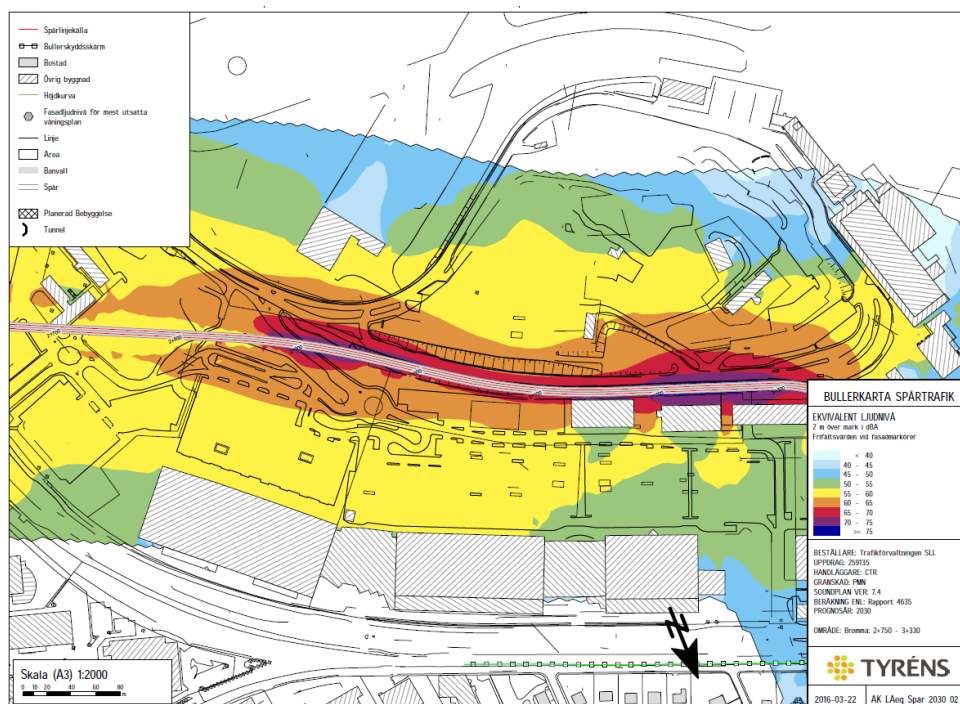 Spårlinjekälla
Bullerskyddsskärm
Bostad
Övrig byggnad
Höjdkurva
Fasadljudnivå för mest utsatta
våningsplan
Linje
Area
Banvall
Spår
Planerad Bebyggelse
Tunnel
BULLERKARTA SPÅRTRAFIK
EKVIVALENT LJUDNIVÅ
2 m över mark i dBA
Frifältsvärden vid fasadmarkörer
< 40
40 - 45
45 - 50
50 - 55
55 - 60
60 - 65
65 - 70
70 - 75
>= 75
BESTÄLLARE: Trafikförvaltningen SLL
UPPDRAG: 259135
HANDLÄGGARE: CTR
GRANSKAD: PMN
SOUNDPLAN VER: 7.4
BERÄKNING ENL: Rapport 4635
PROGNOSÅR: 2030
OMRÅDE: Bromma: 2+750 - 3+330
TYRÉNS
2016-03-22 AK LAeq Spår 2030 02
Skala (A3) 1:2000
0 10 20 40 60 80
m